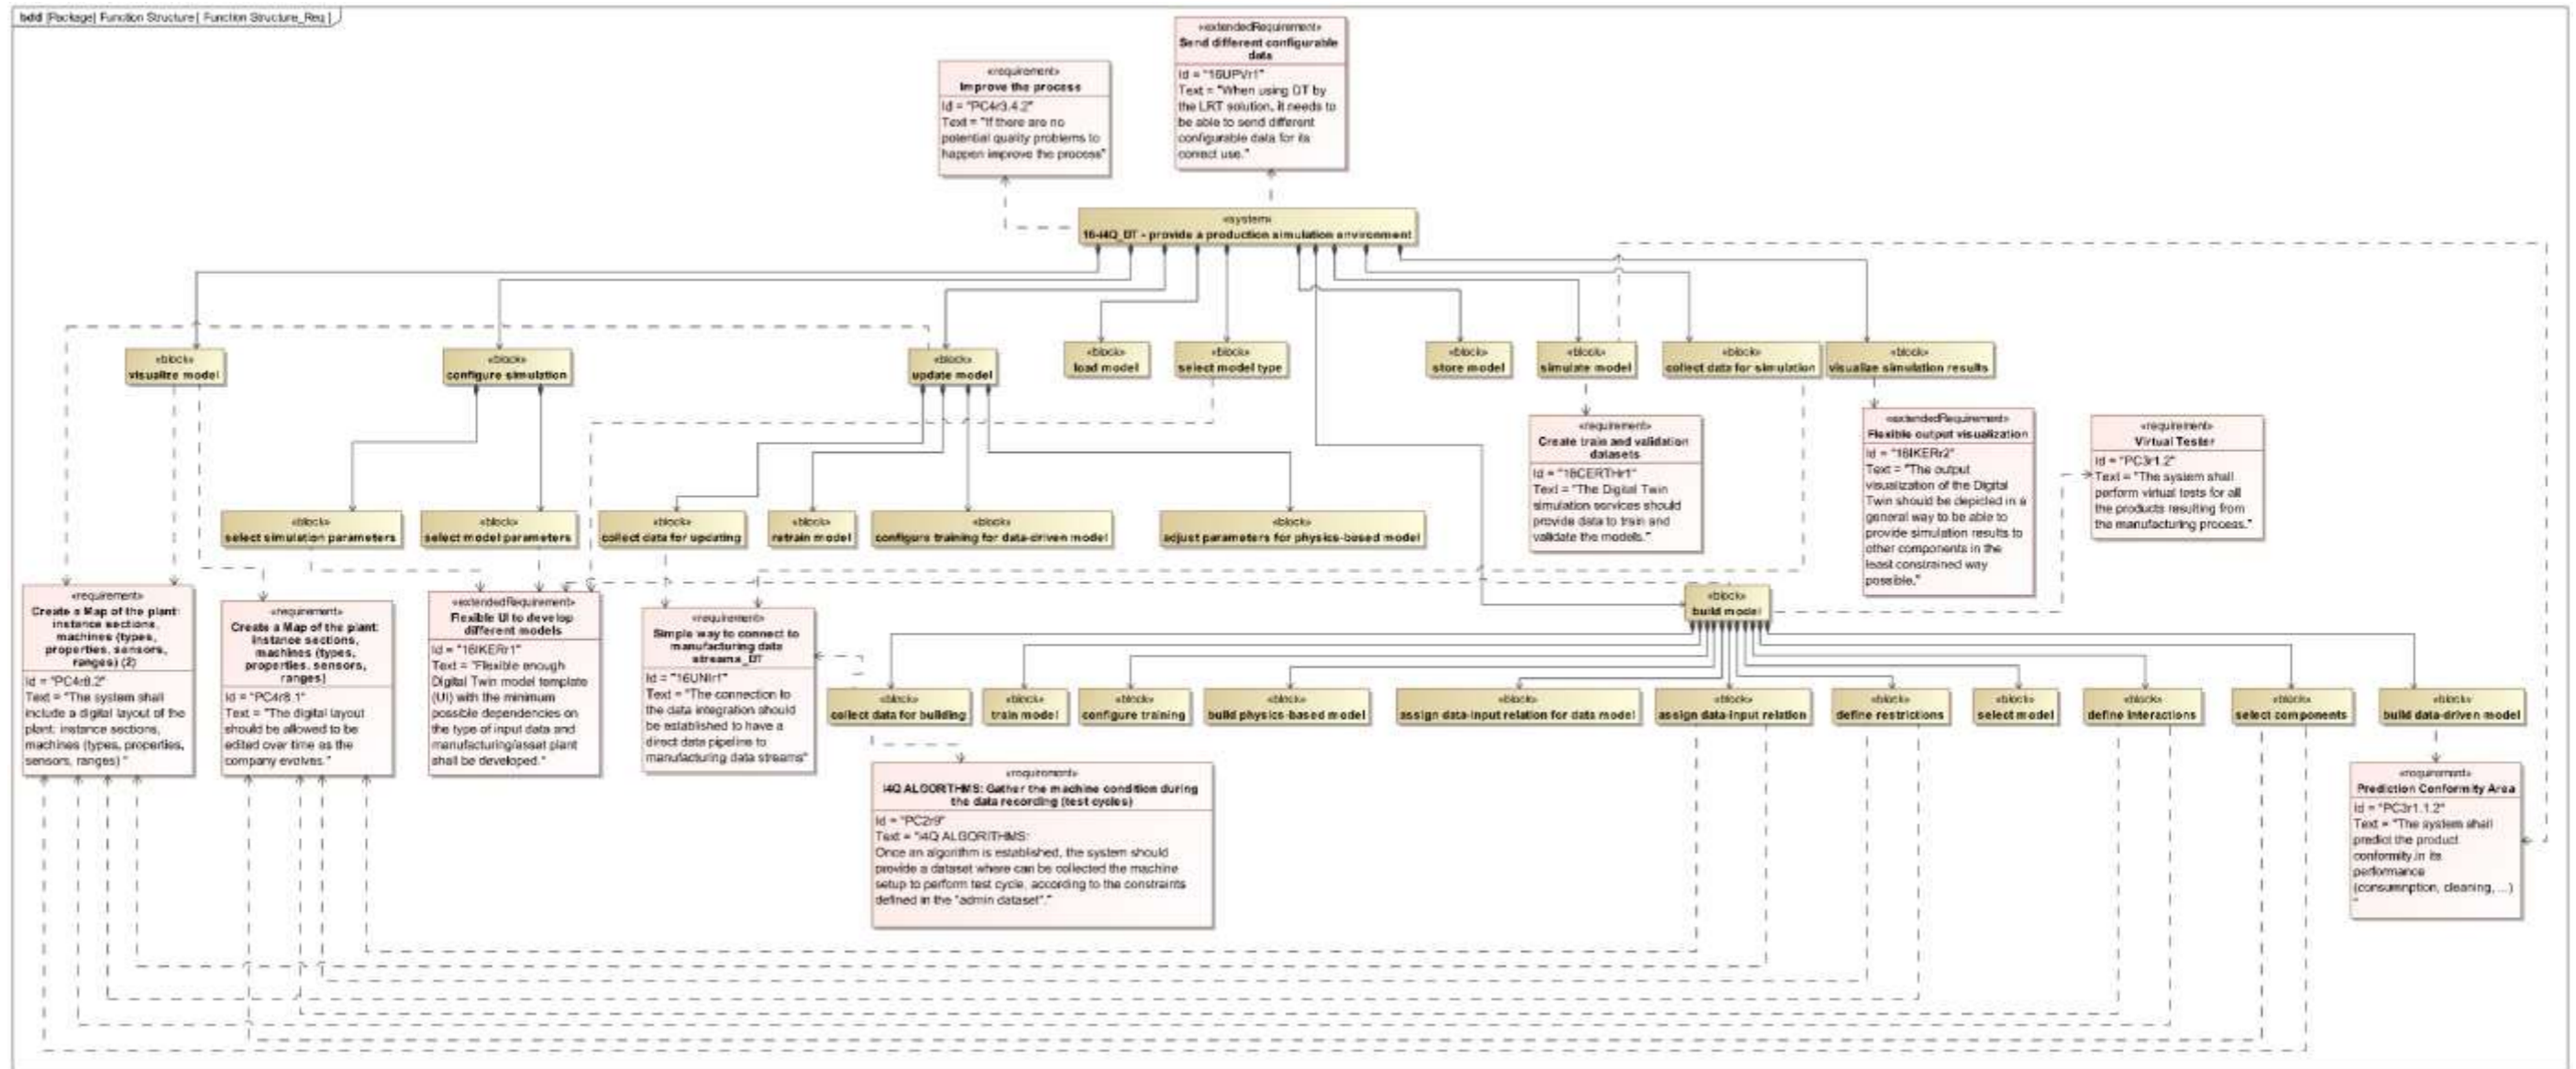 bdd [Package] Function Structure [ Function Structure_Req ]
«extendedRequirement»
Send different configurable
data
Id = "16UPVr1"
Text = "When using DT by
the LRT solution, it needs to
be able to send different
configurable data for its
correct use."
«requirement»
Improve the process
Id = "PC4r3.4.2"
Text = "If there are no
potential quality problems to
happen improve the process"
«system»
16-i4Q_DT - provide a production simulation environment
«block»
visualize model
«block»
configure simulation
«block»
update model
«block»
load model
«block»
select model type
«block»
store model
«block»
simulate model
«block»
collect data for simulation
«block»
visualize simulation results
«requirement»
Create train and validation
datasets
Id = "16CERTHr1"
Text = "The Digital Twin
simulation services should
provide data to train and
validate the models."
«extendedRequirement»
Flexible output visualization
Id = "16IKERr2"
Text = "The output
visualization of the Digital
Twin should be depicted in a
general way to be able to
provide simulation results to
other components in the
least constrained way
possible."
«requirement»
Virtual Tester
Id = "PC3r1.2"
Text = "The system shall
perform virtual tests for all
the products resulting from
the manufacturing process."
«block»
select simulation parameters
«block»
select model parameters
«block»
collect data for updating
«block»
retrain model
«block»
configure training for data-driven model
«block»
adjust parameters for physics-based model
«requirement»
Create a Map of the plant:
instance sections,
machines (types,
properties, sensors,
ranges) (2)
Id = "PC4r8.2"
Text = "The system shall
include a digital layout of the
plant: instance sections,
machines (types, properties,
sensors, ranges) "
«requirement»
Create a Map of the plant:
instance sections,
machines (types,
properties, sensors,
ranges)
Id = "PC4r8.1"
Text = "The digital layout
should be allowed to be
edited over time as the
company evolves."
«extendedRequirement»
Flexible UI to develop
different models
Id = "16IKERr1"
Text = "Flexible enough
Digital Twin model template
(UI) with the minimum
possible dependencies on
the type of input data and
manufacturing/asset plant
shall be developed."
«requirement»
Simple way to connect to
manufacturing data
streams_DT
Id = "16UNIr1"
Text = "The connection to
the data integration should
be established to have a
direct data pipeline to
manufacturing data streams"
«block»
build model
«block»
collect data for building
«block»
train model
«block»
configure training
«block»
build physics-based model
«block»
assign data-input relation for data model
«block»
assign data-input relation
«block»
define restrictions
«block»
select model
«block»
define interactions
«block»
select components
«block»
build data-driven model
«requirement»
i4Q ALGORITHMS: Gather the machine condition during
the data recording (test cycles)
Id = "PC2r9"
Text = "i4Q ALGORITHMS:
Once an algorithm is established, the system should
provide a dataset where can be collected the machine
setup to perform test cycle, according to the constraints
defined in the "admin dataset"."
«requirement»
Prediction Conformity Area
Id = "PC3r1.1.2"
Text = "The system shall
predict the product
conformity in its
performance
(consumnption, cleaning, ...)
"